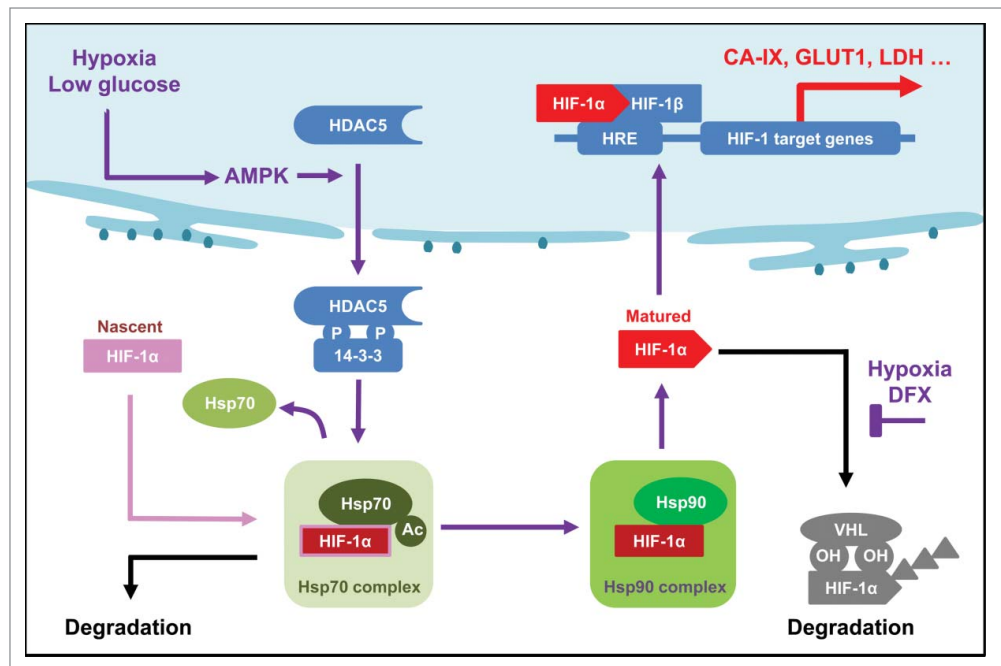 Hypoxia
Low glucose
CA-IX, GLUT1, LDH ...
HDAC5
HIF-1α
HIF-1β
HRE
HIF-1 target genes
AMPK
HDAC5
P P
14-3-3
Nascent
HIF-1α
Matured
HIF-1α
Hypoxia
DFX
Hsp70
Hsp70
Ac
HIF-1α
Hsp70 complex
Hsp90
HIF-1α
Hsp90 complex
VHL
OH OH
HIF-1α
Degradation
Degradation